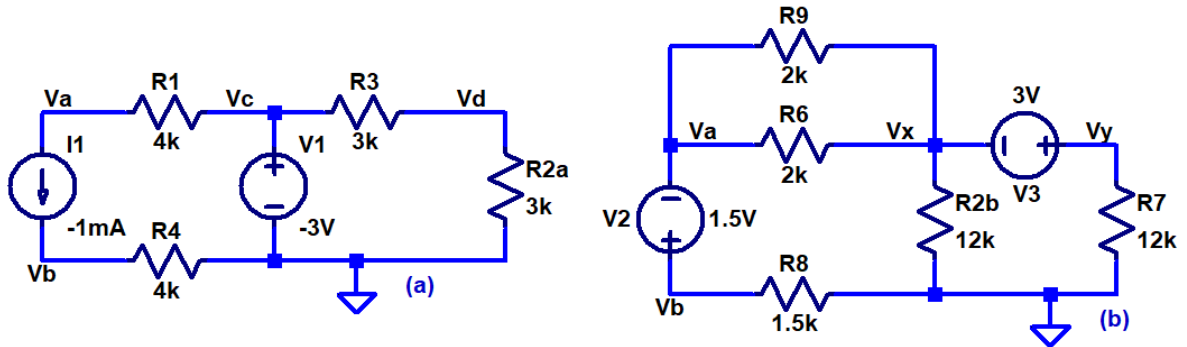 R1
Va
Vc
4k
R3
Vd
3k
I1
-1mA
V1
+
-
-3V
R2a
3k
R4
Vb
4k
(a)
R9
2k
R6
Va
Vx
2k
3V
+
Vy
V3
V2
-
+
1.5V
R2b
12k
R7
12k
R8
Vb
1.5k
(b)